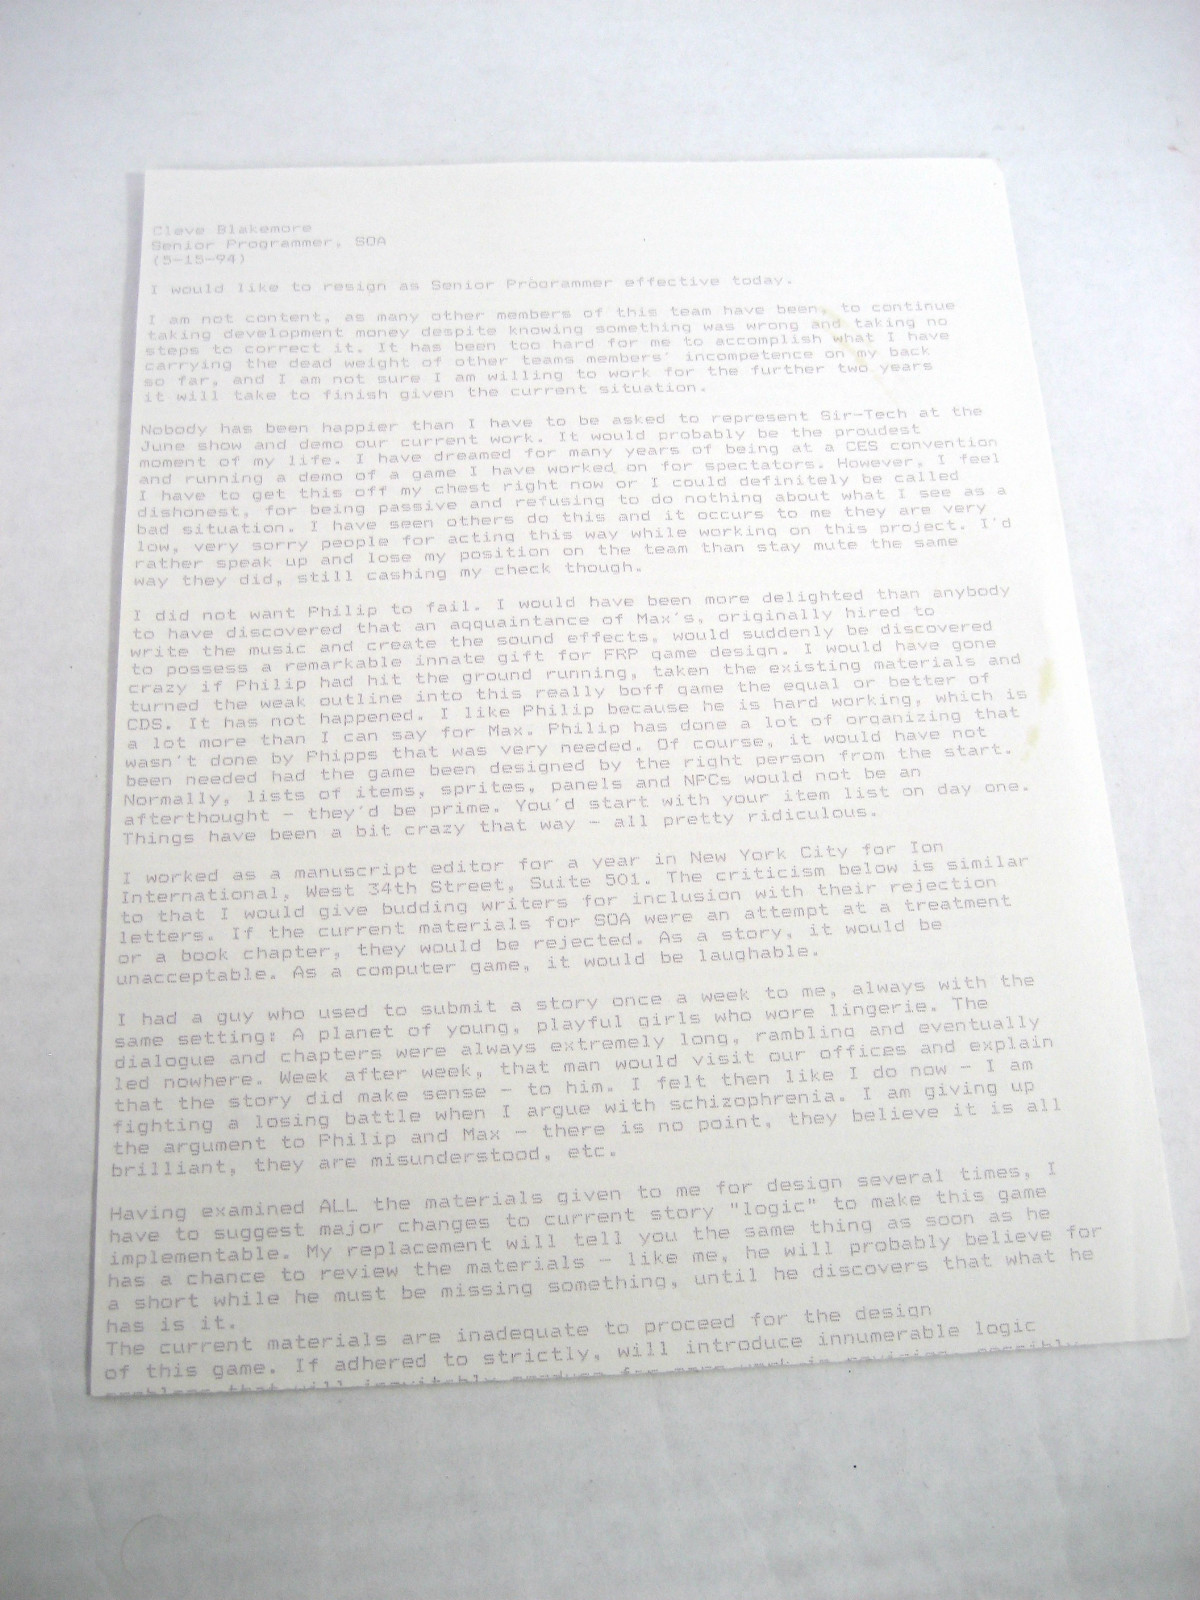 Cleve Blakemore
Senior Programmer, SOA
(5-15-94)
I would like to resign as Senior Programmer effective today.
I am not content, as many other members of this team have been, to continue
taking development money despite knowing something was wrong and taking no
steps to correct it. It has been too hard for me to accomplish what I have
carrying the dead weight of other teams members' incompetence on my back
so far, and I am not sure I am willing to work for the further two years
it will take to finish given the current situation.
Nobody has been happier than I have to be asked to represent Sir-Tech at the
June show and demo our current work. It would probably be the proudest
moment of my life. I have dreamed for many years of being at a CES convention
and running a demo of a game I have worked on for spectators. However, I feel
I have to get this off my chest right now or I could definitely be called
dishonest, for being passive and refusing to do nothing about what I see as a
bad situation. I have seen others do this and it occurs to me they are very
low, very sorry people for acting this way while working on this project. I'd
rather speak up and lose my position on the team than stay mute the same
way they did, still cashing my check though.
I did not want Philip to fail. I would have been more delighted than anybody
to have discovered that an aqquaintance of Max's, originally hired to
write the music and create the sound effects, would suddenly be discovered
to possess a remarkable innate gift for FRP game design. I would have gone
crazy if Philip had hit the ground running, taken the existing materials and
turned the weak outline into this really boff game the equal or better of
CDS. It has not happened. I like Philip because he is hard working, which is
a lot more than I can say for Max. Philip has done a lot of organizing that
wasn't done by Phipps that was very needed. Of course, it would have not
been needed had the game been designed by the right person from the start.
Normally, lists of items, sprites, panels and NPCs would not be an
afterthought - they'd be prime. You'd start with your item list on day one.
Things have been a bit crazy that way - all pretty ridiculous.
I worked as a manuscript editor for a year in New York City for Ion
International, West 34th Street, Suite 501. The criticism below is similar
to that I would give budding writers for inclusion with their rejection
letters. If the current materials for SOA were an attempt at a treatment
or a book chapter, they would be rejected. As a story, it would be
unacceptable. As a computer game, it would be laughable.
I had a guy who used to submit a story once a week to me, always with the
same setting: A planet of young, playful girls who wore lingerie. The
dialogue and chapters were always extremely long, rambling and eventually
led nowhere. Week after week, that man would visit our offices and explain
that the story did make sense - to him. I felt then like I do now - I am
fighting a losing battle when I argue with schizophrenia. I am giving up
the argument to Philip and Max - there is no point, they believe it is all
brilliant, they are misunderstood, etc.
Having examined ALL the materials given to me for design several times, I
have to suggest major changes to current story "logic" to make this game
implementable. My replacement will tell you the same thing as soon as he
has a chance to review the materials - like me, he will probably believe for
a short while he must be missing something, until he discovers that what he
has is it.
The current materials are inadequate to proceed for the design
of this game. If adhered to strictly, will introduce innumerable logic
problems that will inevitably produce far more work in revising, possibly